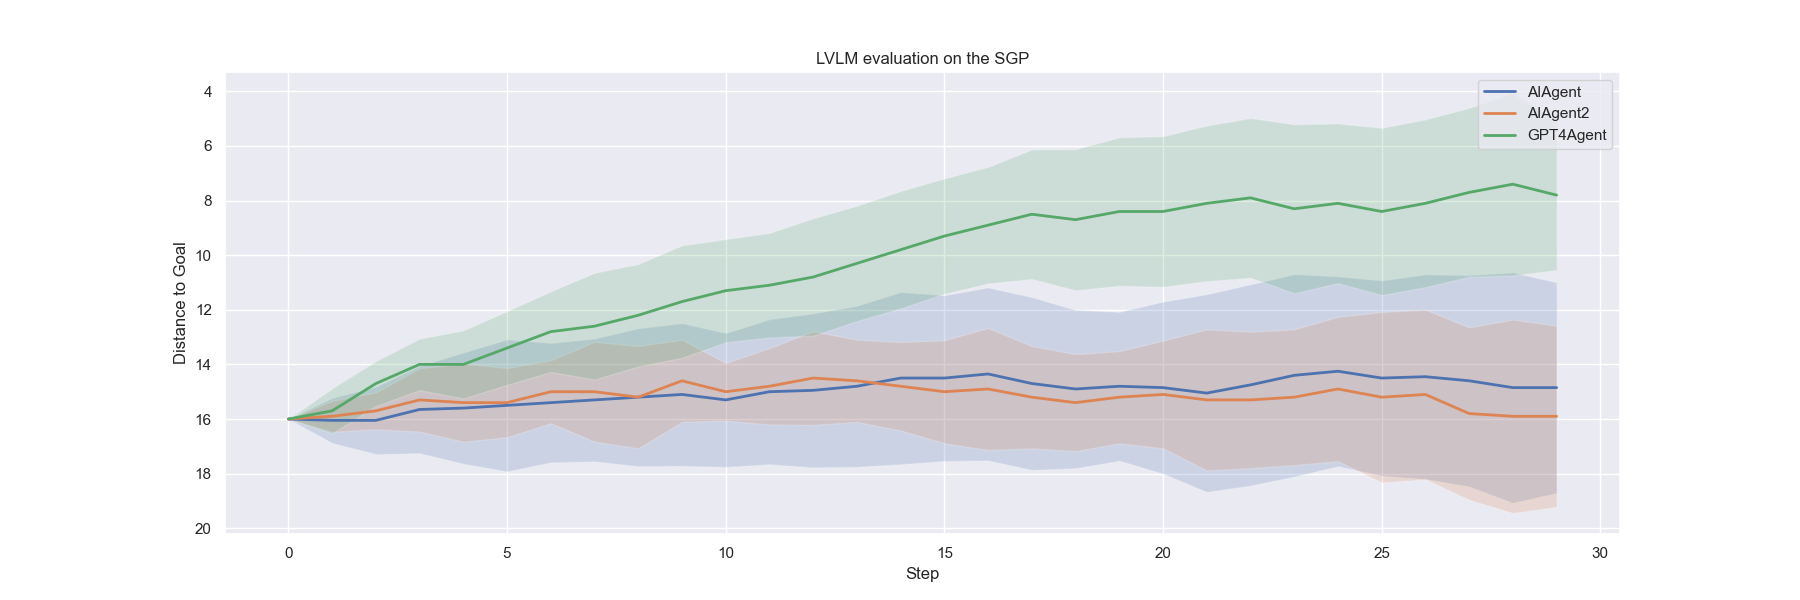 LVLM evaluation on the SGP
AIAgent
AIAgent2
GPT4Agent
Distance to Goal
4
6
8
10
12
14
16
18
20
0 5 10 15 20 25 30
Step